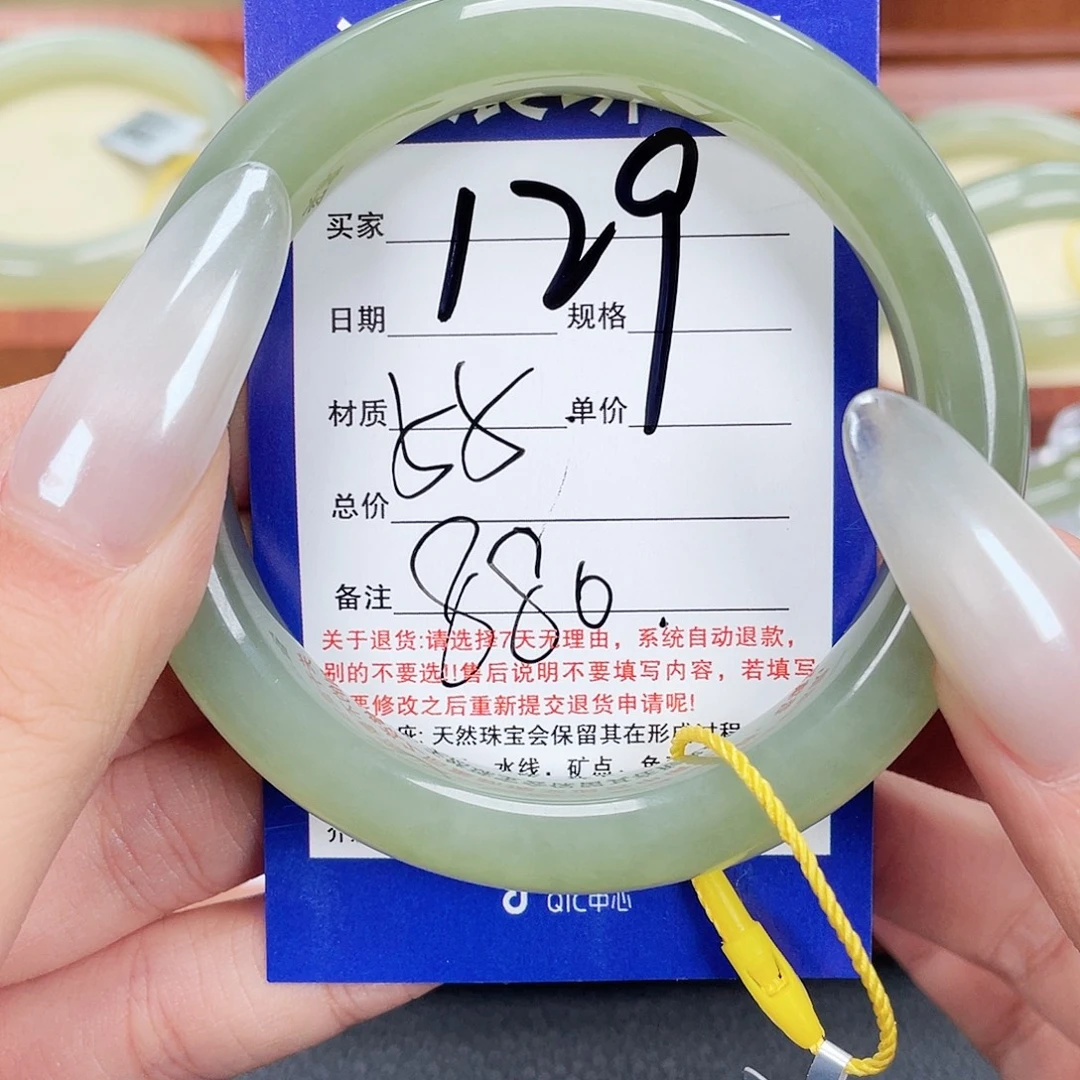 买家
129
日期 规格
材质 58 单价
总价
备注 880.
关于退货:请选择7天无理由，系统自动退款，
别的不要选!!售后说明不要填写内容，若填写
要修改之后重新提交退货申请呢!
天然珠宝会保留其在形成过程
水线，矿点
QIC中心